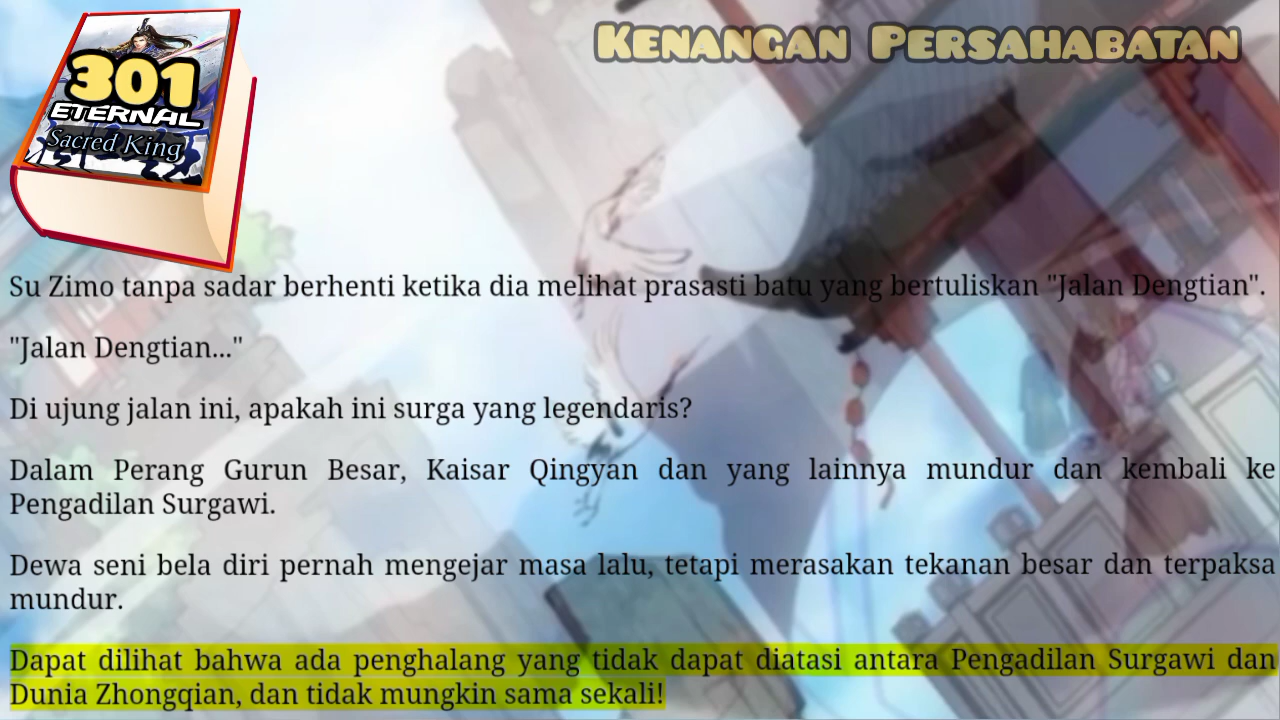 301
ETERNAL
Sacred King
KENANGAN PERSAHABATAN
Su Zimo tanpa sadar berhenti ketika dia melihat prasasti batu yang bertuliskan "Jalan Dengtian".
"Jalan Dengtian..."
Di ujung jalan ini, apakah ini surga yang legendaris?
Dalam Perang Gurun Besar, Kaisar Qingyan dan yang lainnya mundur dan kembali ke
Pengadilan Surgawi.
Dewa seni bela diri pernah mengejar masa lalu, tetapi merasakan tekanan besar dan terpaksa
mundur.
Dapat dilihat bahwa ada penghalang yang tidak dapat diatasi antara Pengadilan Surgawi dan
Dunia Zhongqian, dan tidak mungkin sama sekali!